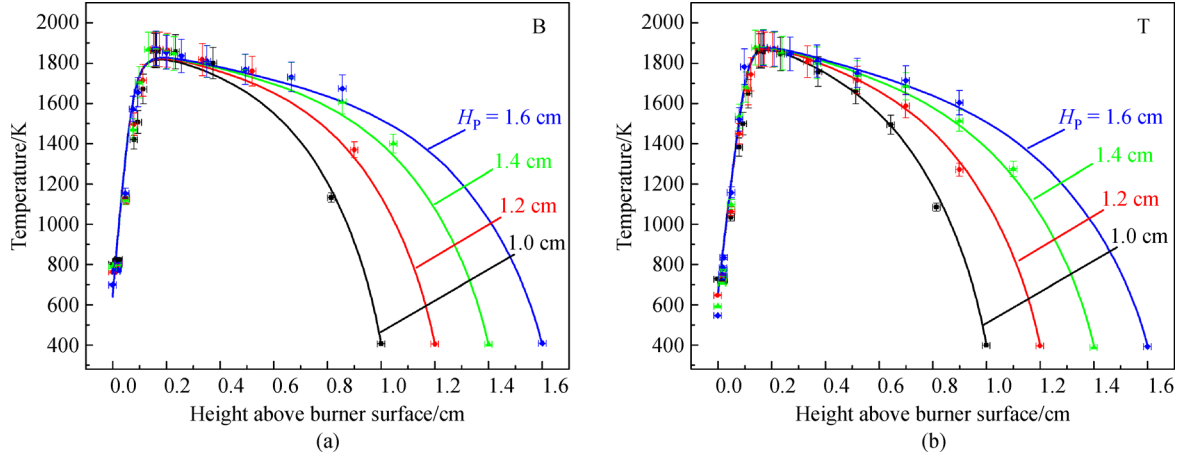 2000
1800
1600
1400
1200
1000
800
600
400
Temperature/K
B
H_P = 1.6 cm
1.4 cm
1.2 cm
1.0 cm
0.0 0.2 0.4 0.6 0.8 1.0 1.2 1.4 1.6
Height above burner surface/cm
(a)
2000
1800
1600
1400
1200
1000
800
600
400
Temperature/K
T
H_P = 1.6 cm
1.4 cm
1.2 cm
1.0 cm
0.0 0.2 0.4 0.6 0.8 1.0 1.2 1.4 1.6
Height above burner surface/cm
(b)